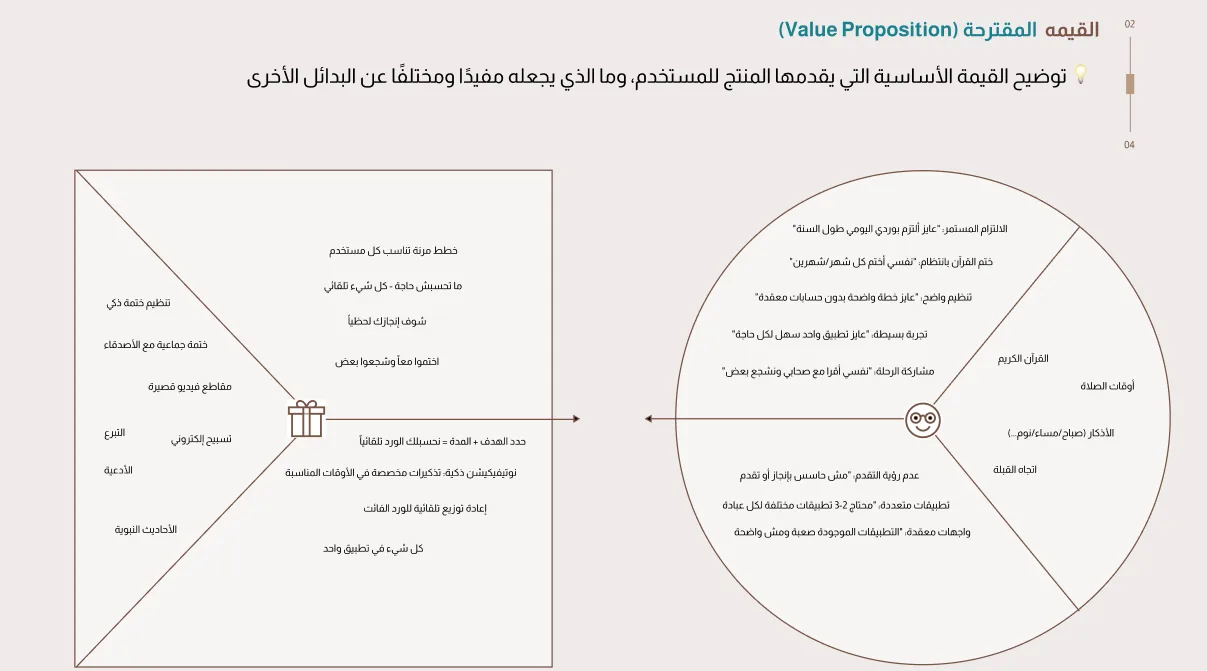 02
القيمه المقترحة (Value Proposition)
💡 توضيح القيمة الأساسية التي يقدمها المنتج للمستخدم، وما الذي يجعله مفيدًا ومختلفًا عن البدائل الأخرى
04
الالتزام المستمر: "عايز ألتزم بوردي اليومي طول السنة"
ختم القرآن بانتظام: "نفسي أختم كل شهر/شهرين"
تنظيم واضح: "عايز خطة واضحة بدون حسابات معقدة"
تجربة بسيطة: "عايز تطبيق واحد سهل لكل حاجة"
مشاركة الرحلة: "نفسي أقرا مع صحابي ونشجع بعض"
القرآن الكريم
أوقات الصلاة
الأذكار (صباح/مساء/نوم...)
اتجاه القبلة
عدم رؤية التقدم: "مش حاسس بإنجاز أو تقدم
تطبيقات متعددة: "محتاج 2-3 تطبيقات مختلفة لكل عبادة
واجهات معقدة: "التطبيقات الموجودة صعبة ومش واضحة
خطط مرنة تناسب كل مستخدم
ما تحسبش حاجة - كل شيء تلقائي
شوف إنجازك لحظياً
اختموا معاً وشجعوا بعض
حدد الهدف + المدة = نحسبلك الورد تلقائياً
نوتيفيكيشن ذكية: تذكيرات مخصصة في الأوقات المناسبة
إعادة توزيع تلقائية للورد الفائت
كل شيء في تطبيق واحد
تنظيم ختمة ذكي
ختمة جماعية مع الأصدقاء
مقاطع فيديو قصيرة
التبرع
تسبيح إلكتروني
الأدعية
الأحاديث النبوية